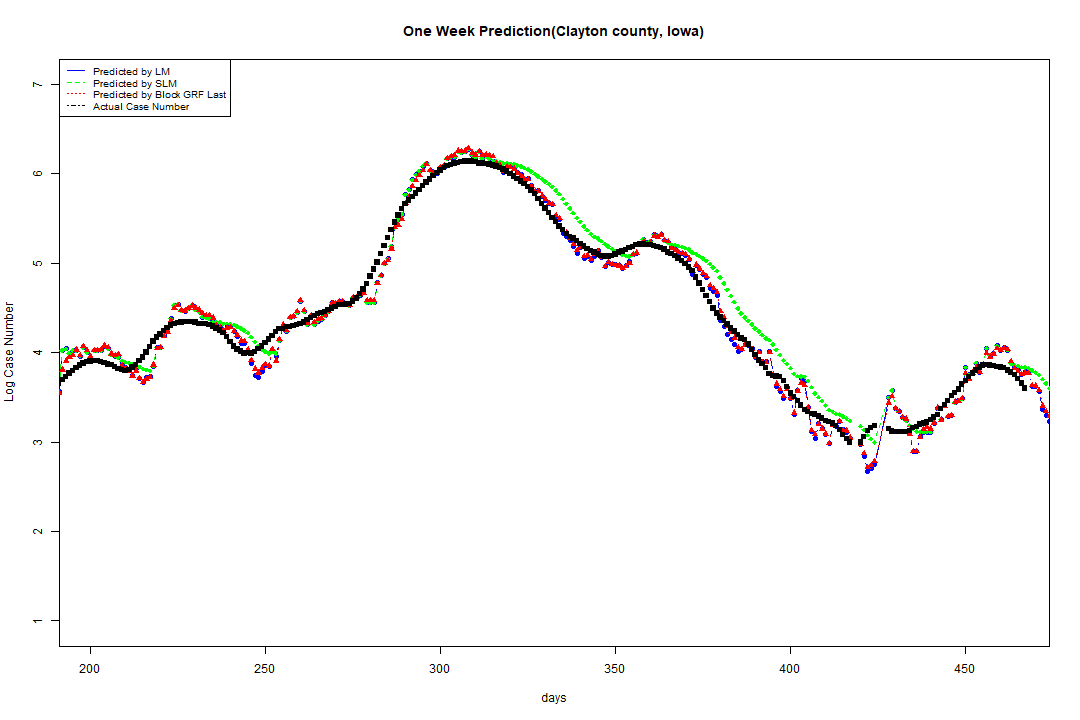 One Week Prediction(Clayton county, Iowa)
Predicted by LM
Predicted by SLM
Predicted by Block GRF Last
Actual Case Number
7
6
5
4
3
2
1
Log Case Number
200 250 300 350 400 450
days